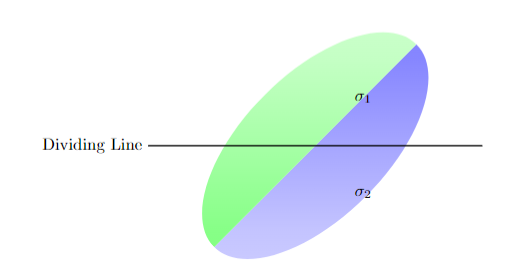 σ₁
Dividing Line
σ₂